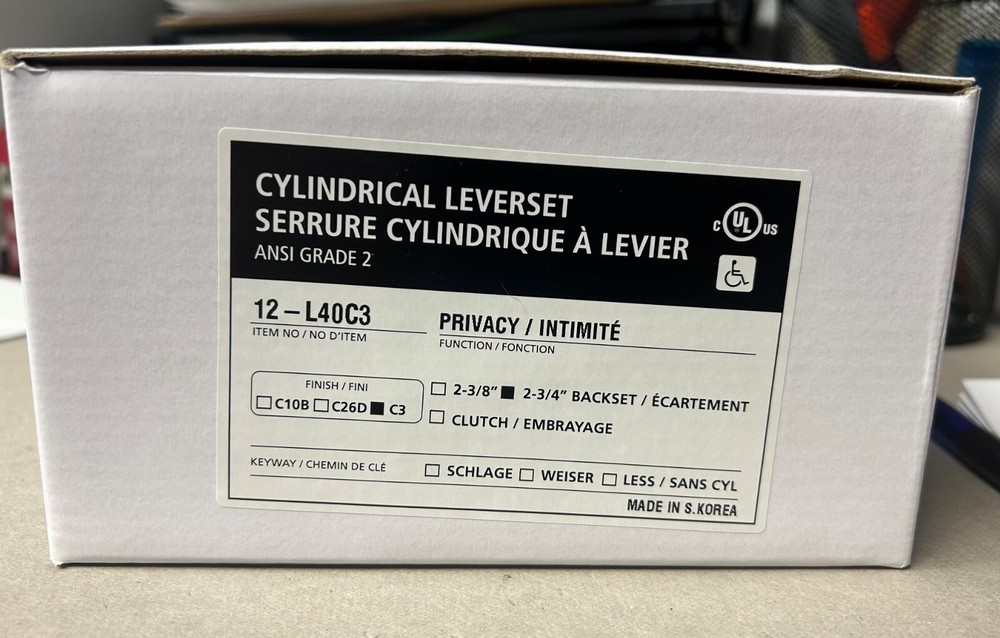 CYLINDRICAL LEVERSET
SERRURE CYLINDRIQUE À LEVIER
ANSI GRADE 2
C UL US
12 – L40C3
ITEM NO / NO D'ITEM
PRIVACY / INTIMITÉ
FUNCTION / FONCTION
FINISH / FINI
☐ C10B ☐ C26D ■ C3
☐ 2-3/8” ■ 2-3/4” BACKSET / ÉCARTEMENT
☐ CLUTCH / EMBRAYAGE
KEYWAY / CHEMIN DE CLÉ
☐ SCHLAGE ☐ WEISER ☐ LESS / SANS CYL
MADE IN S.KOREA